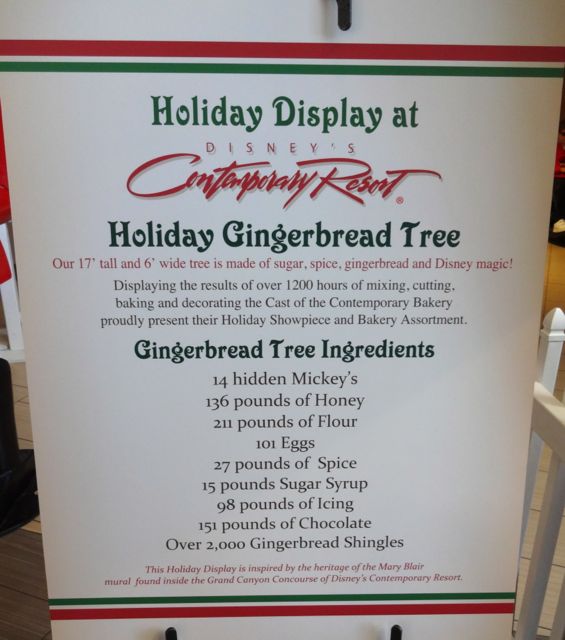 Holiday Display at
DISNEY'S
Contemporary Resort®
Holiday Gingerbread Tree
Our 17' tall and 6' wide tree is made of sugar, spice, gingerbread and Disney magic!
Displaying the results of over 1200 hours of mixing, cutting,
baking and decorating the Cast of the Contemporary Bakery
proudly present their Holiday Showpiece and Bakery Assortment.
Gingerbread Tree Ingredients
14 hidden Mickey's
136 pounds of Honey
211 pounds of Flour
101 Eggs
27 pounds of Spice
15 pounds Sugar Syrup
98 pounds of Icing
151 pounds of Chocolate
Over 2,000 Gingerbread Shingles
This Holiday Display is inspired by the heritage of the Mary Blair
mural found inside the Grand Canyon Concourse of Disney's Contemporary Resort.